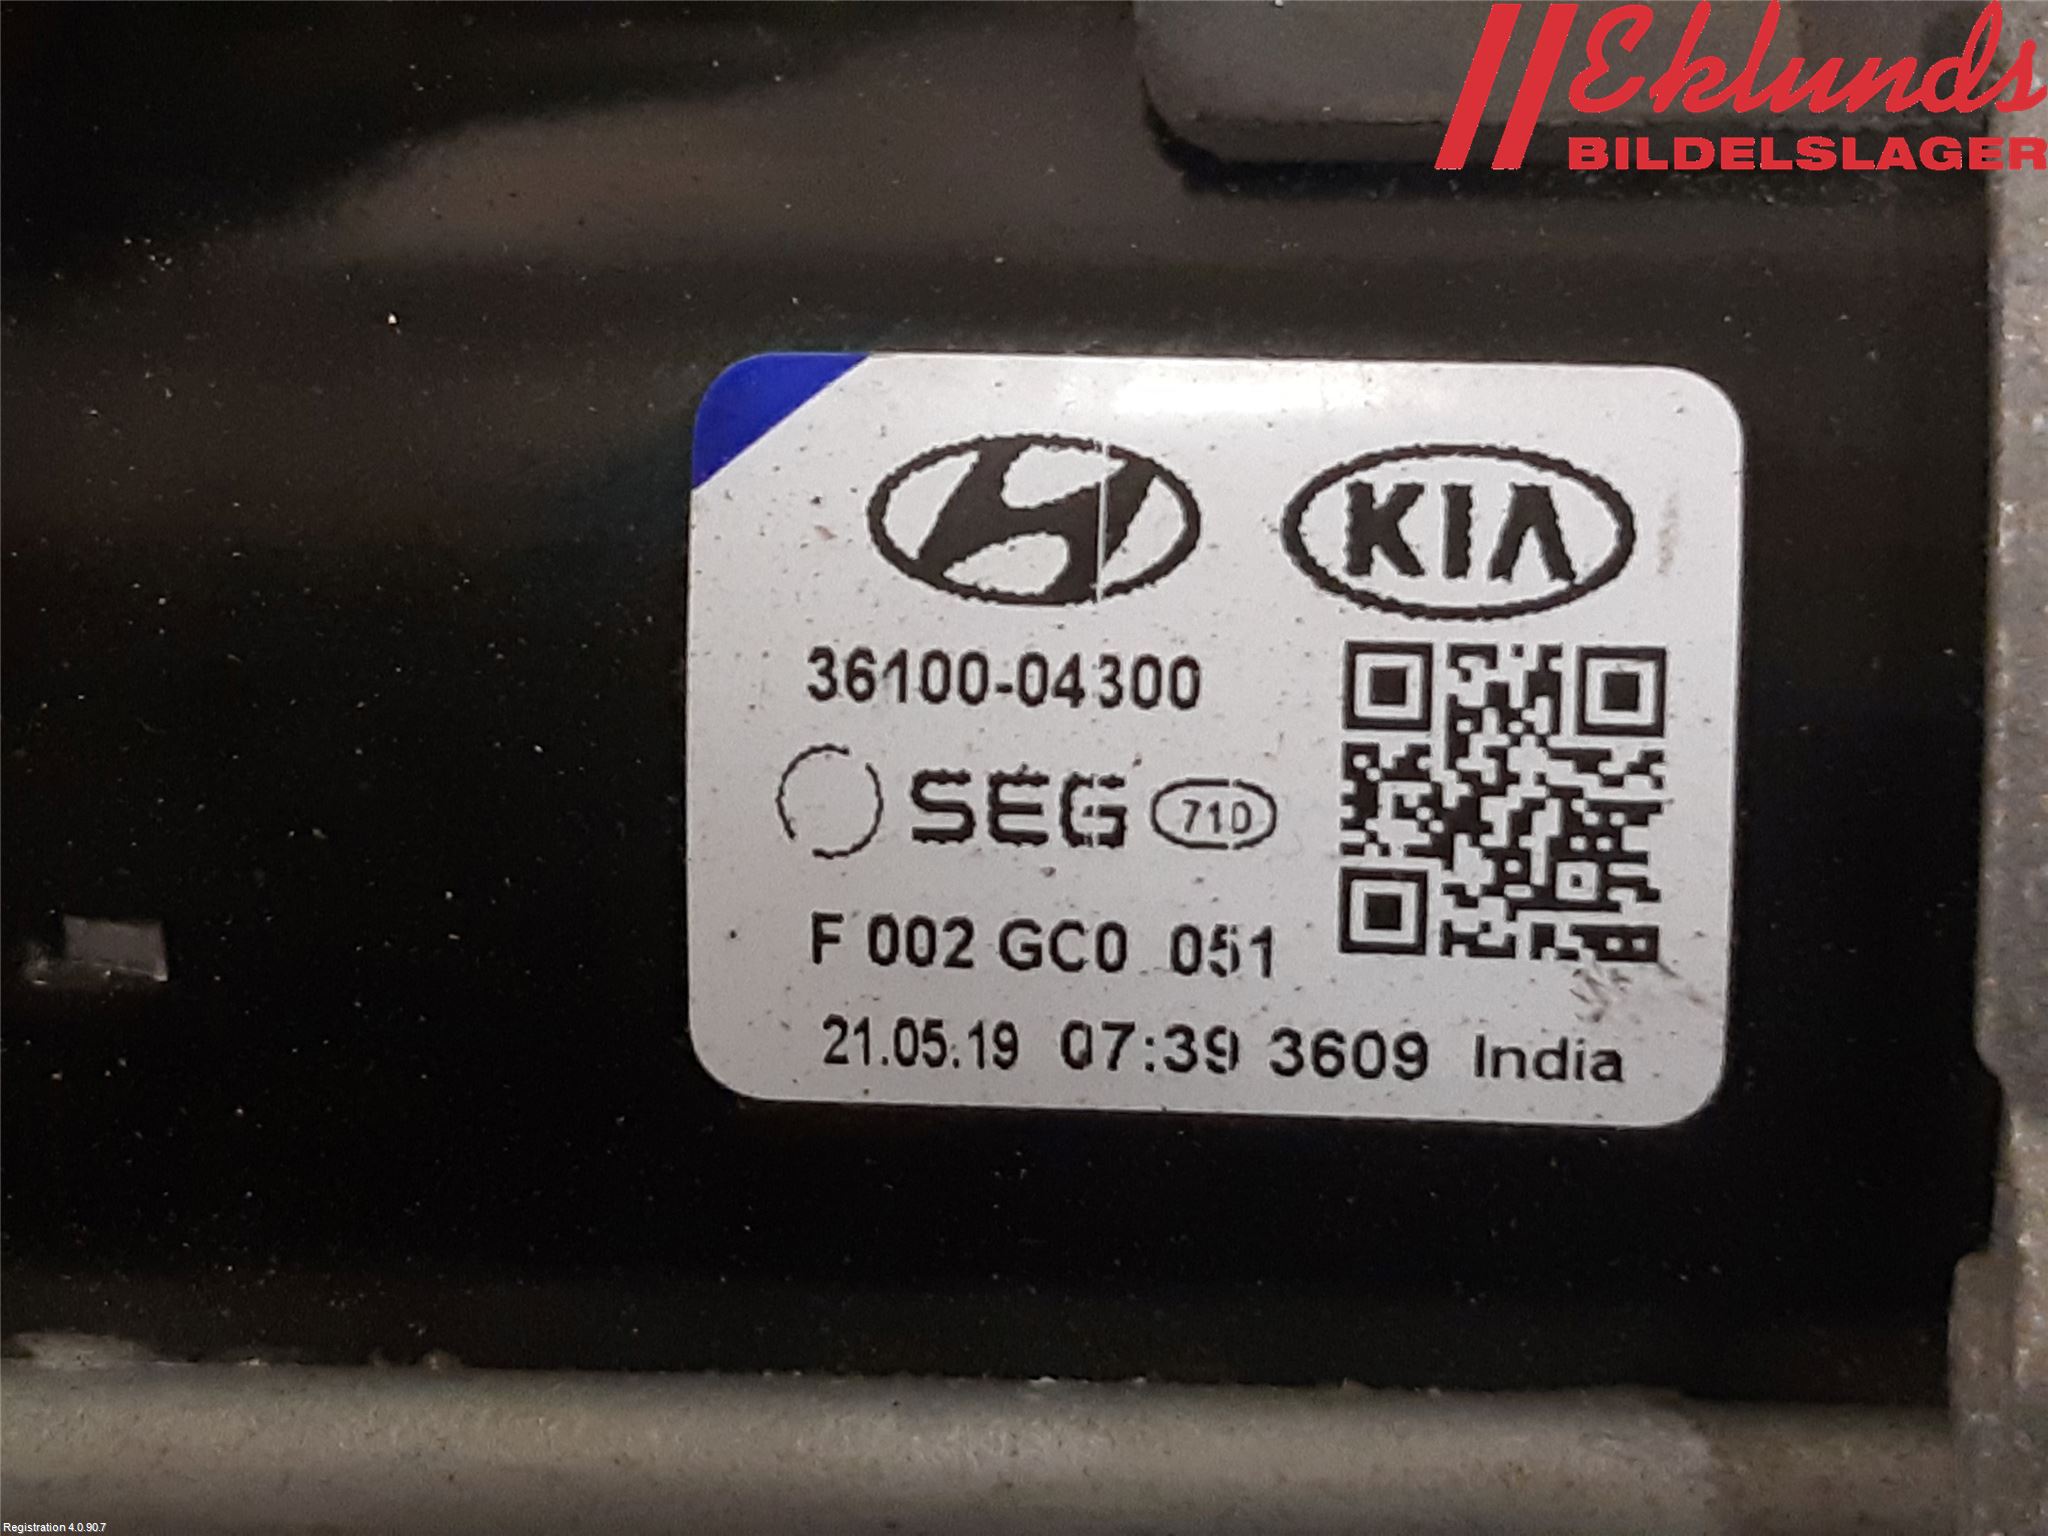 Eklunds
BILDELSLAGER
KIA
36100-04300
SEG 710
F 002 GC0 051
21.05.19 07:39 3609 India
Registration 4.0.90.7